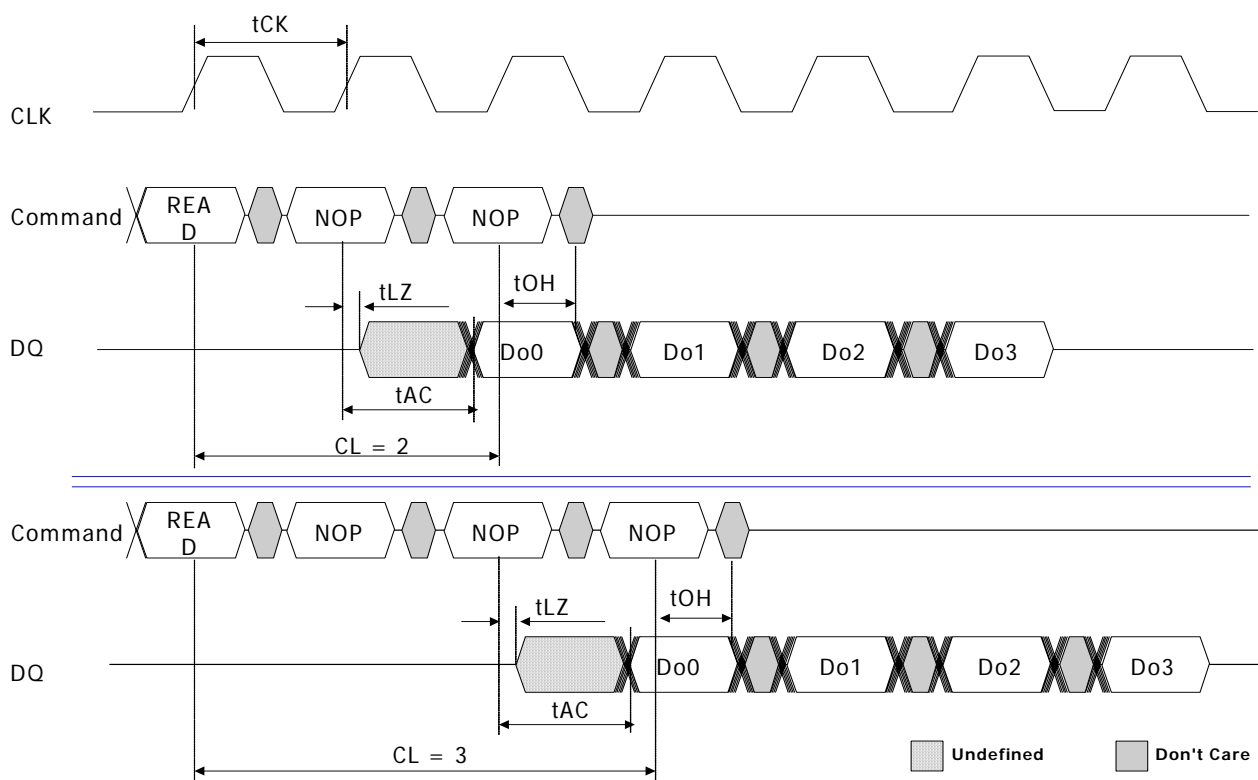 tCK
CLK
Command
REA
D
NOP
NOP
tOH
tLZ
DQ
Do0
Do1
Do2
Do3
tAC
CL = 2
Command
REA
D
NOP
NOP
NOP
tOH
tLZ
DQ
Do0
Do1
Do2
Do3
tAC
CL = 3
Undefined
Don't Care